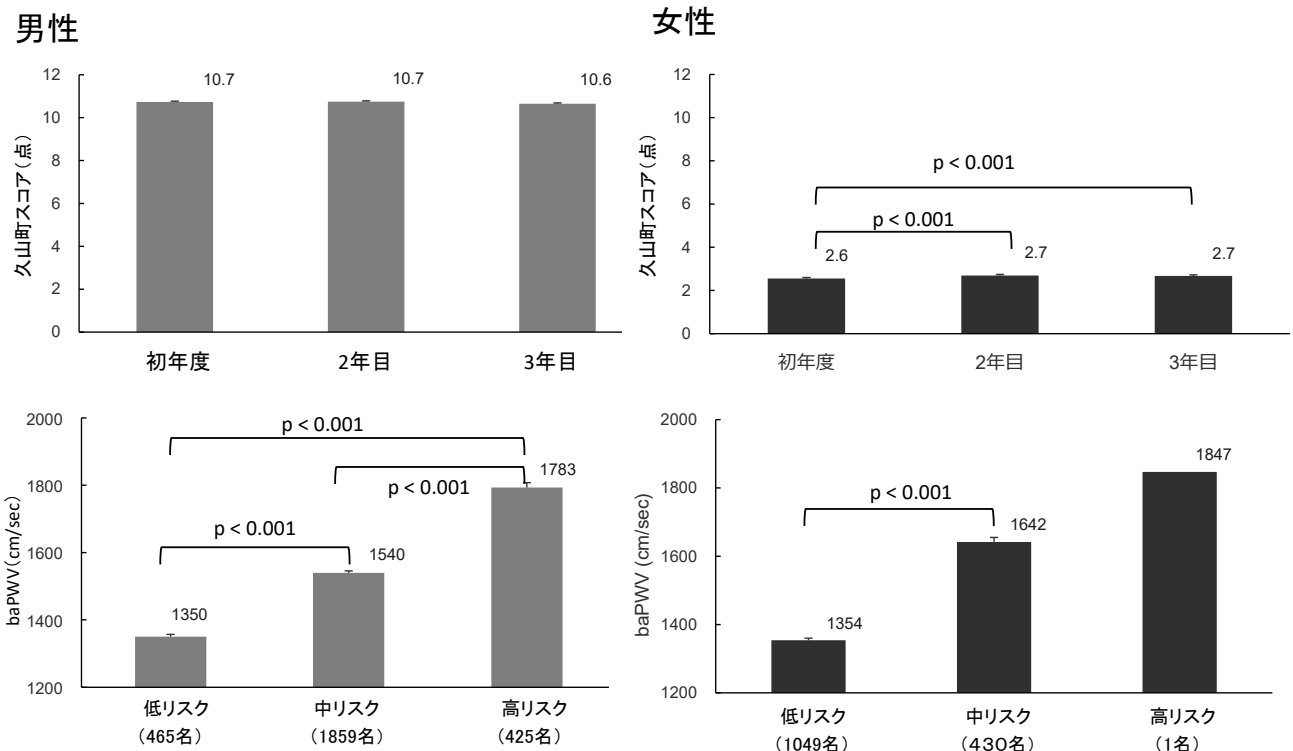 男性
久山町スコア（点）
12
10
8
6
4
2
0
10.7
10.7
10.6
初年度
2年目
3年目
女性
久山町スコア（点）
12
10
8
6
4
2
0
p < 0.001
p < 0.001
2.6
2.7
2.7
初年度
2年目
3年目
baPWV（cm/sec）
2000
1800
1600
1400
1200
p < 0.001
p < 0.001
p < 0.001
1350
1540
1783
低リスク
中リスク
高リスク
(465名)
(1859名)
(425名)
baPWV (cm/sec)
2000
1800
1600
1400
1200
p < 0.001
1354
1642
1847
低リスク
中リスク
高リスク
(1049名)
(430名)
(1名)